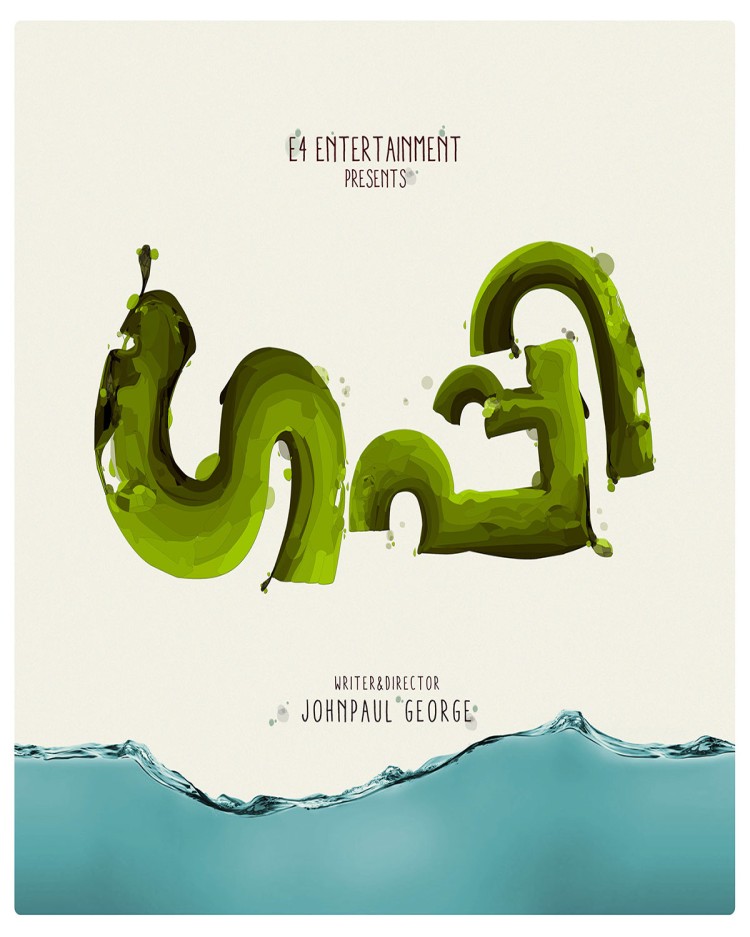 E4 ENTERTAINMENT
PRESENTS
ഗപ്പി
WRITER&DIRECTOR
JOHNPAUL GEORGE